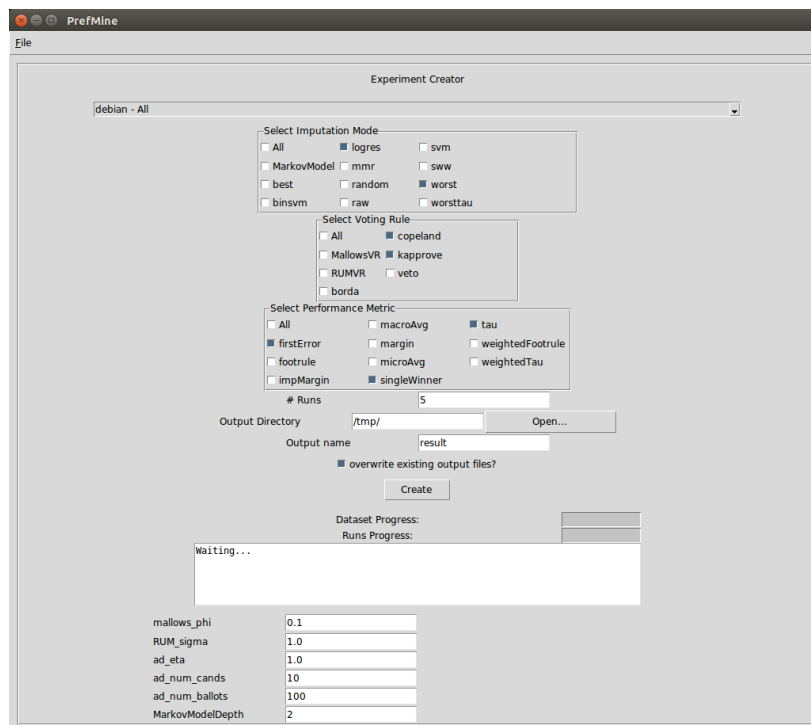 PrefMine
File
Experiment Creator
debian - All
Select Imputation Mode
All logres svm
MarkovModel mmr sww
best random worst
binsvm raw worsttau
Select Voting Rule
All copeland
MallowsVR kapprove
RUMVR veto
borda
Select Performance Metric
All macroAvg tau
firstError margin weightedFootrule
footrule microAvg weightedTau
impMargin singleWinner
# Runs 5
Output Directory /tmp/ Open...
Output name result
overwrite existing output files?
Create
Dataset Progress:
Runs Progress:
Waiting...
mallows_phi 0.1
RUM_sigma 1.0
ad_eta 1.0
ad_num_cands 10
ad_num_ballots 100
MarkovModelDepth 2